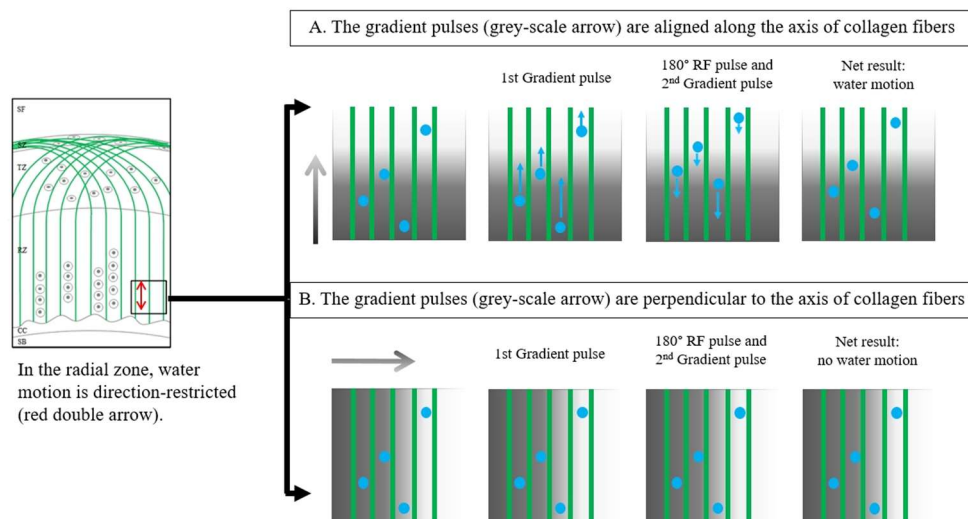 A. The gradient pulses (grey-scale arrow) are aligned along the axis of collagen fibers
1st Gradient pulse
180° RF pulse and
2nd Gradient pulse
Net result:
water motion
SF
TZ
RZ
CC
SB
In the radial zone, water
motion is direction-restricted
(red double arrow).
B. The gradient pulses (grey-scale arrow) are perpendicular to the axis of collagen fibers
1st Gradient pulse
180° RF pulse and
2nd Gradient pulse
Net result:
no water motion